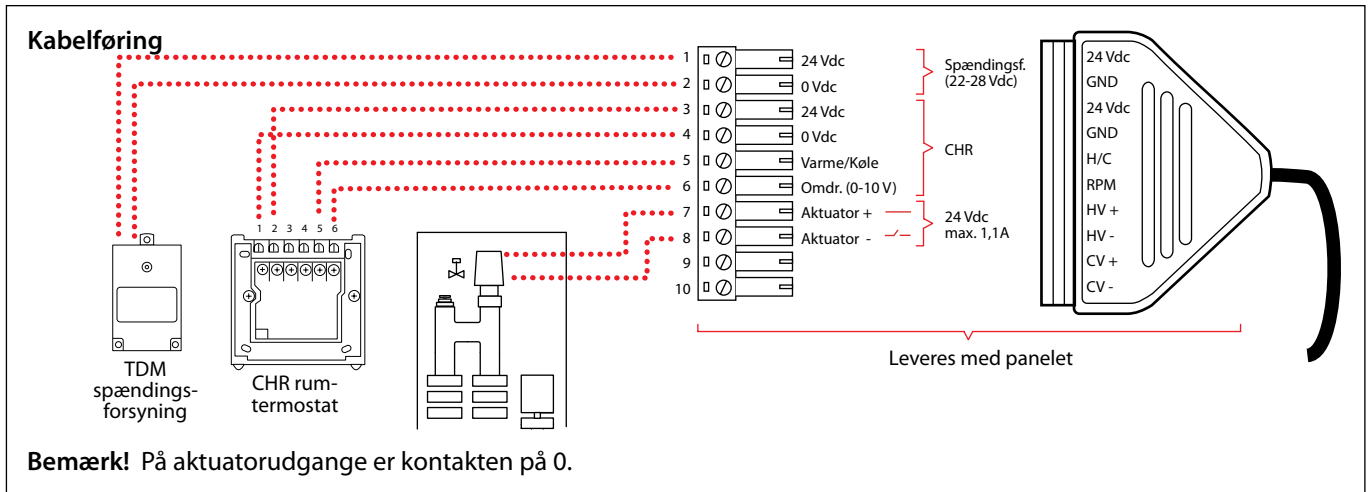 Kabelføring
1
2
3
4
5
6
7
8
9
10
24 Vdc
0 Vdc
24 Vdc
0 Vdc
Varme/Køle
Omdr. (0-10 V)
Aktuator +
Aktuator -
Spændingsf.
(22-28 Vdc)
CHR
24 Vdc
max. 1,1A
24 Vdc
GND
24 Vdc
GND
H/C
RPM
HV +
HV -
CV +
CV -
1 2 3 4 5 6
TDM
spændings-
forsyning
CHR rum-
termostat
Leveres med panelet
Bemærk! På aktuatorudgange er kontakten på 0.